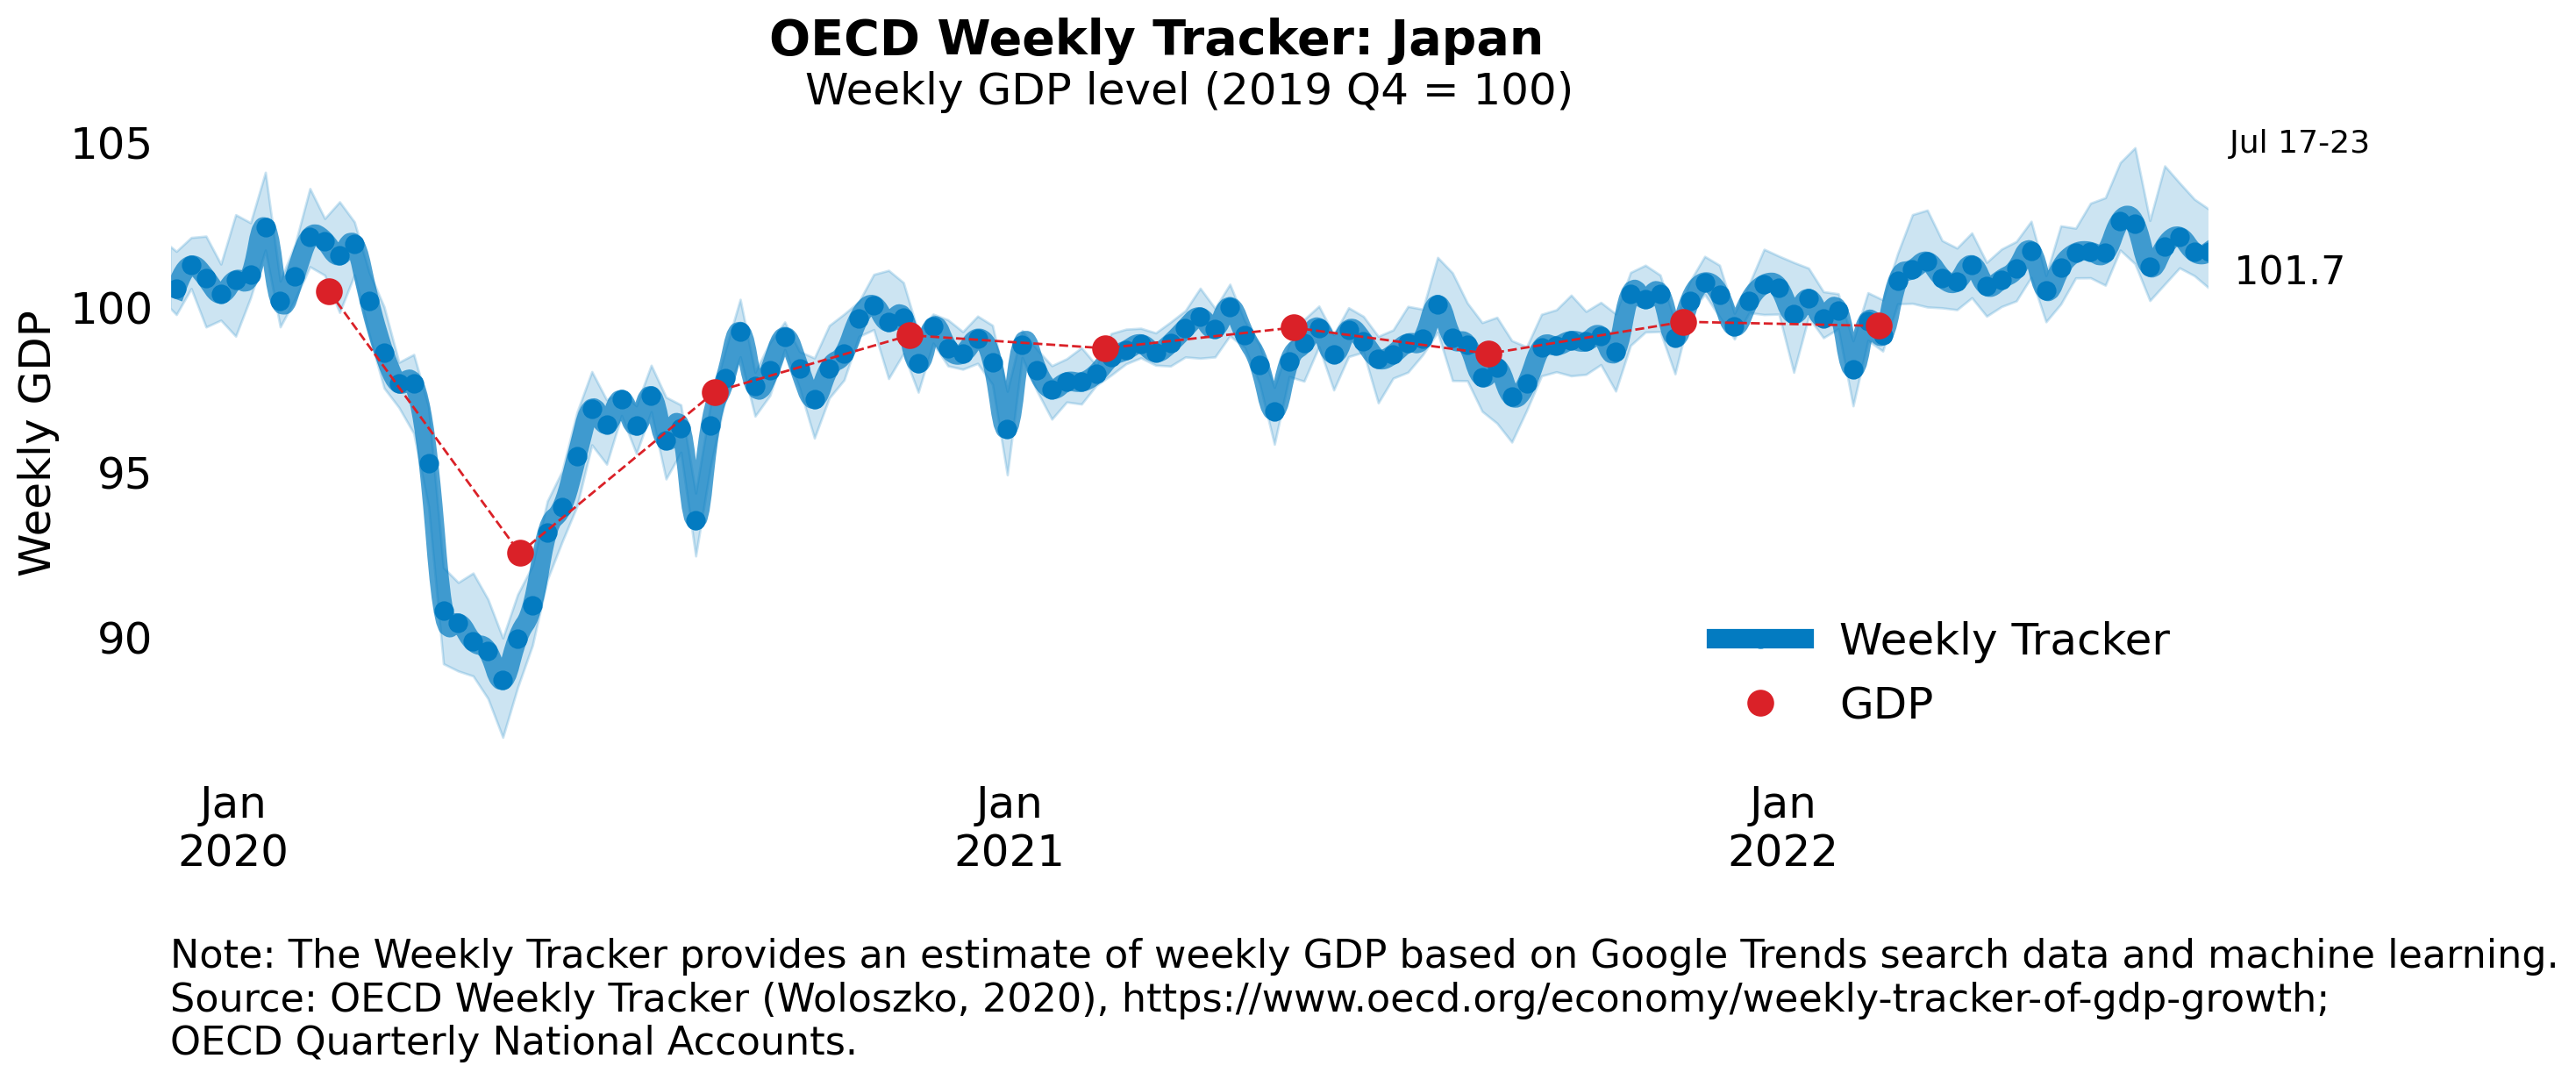 OECD Weekly Tracker: Japan
Weekly GDP level (2019 Q4 = 100)
Weekly GDP
105
100
95
90
Jul 17-23
101.7
Weekly Tracker
GDP
Jan
2020
Jan
2021
Jan
2022
Note: The Weekly Tracker provides an estimate of weekly GDP based on Google Trends search data and machine learning.
Source: OECD Weekly Tracker (Woloszko, 2020), https://www.oecd.org/economy/weekly-tracker-of-gdp-growth;
OECD Quarterly National Accounts.